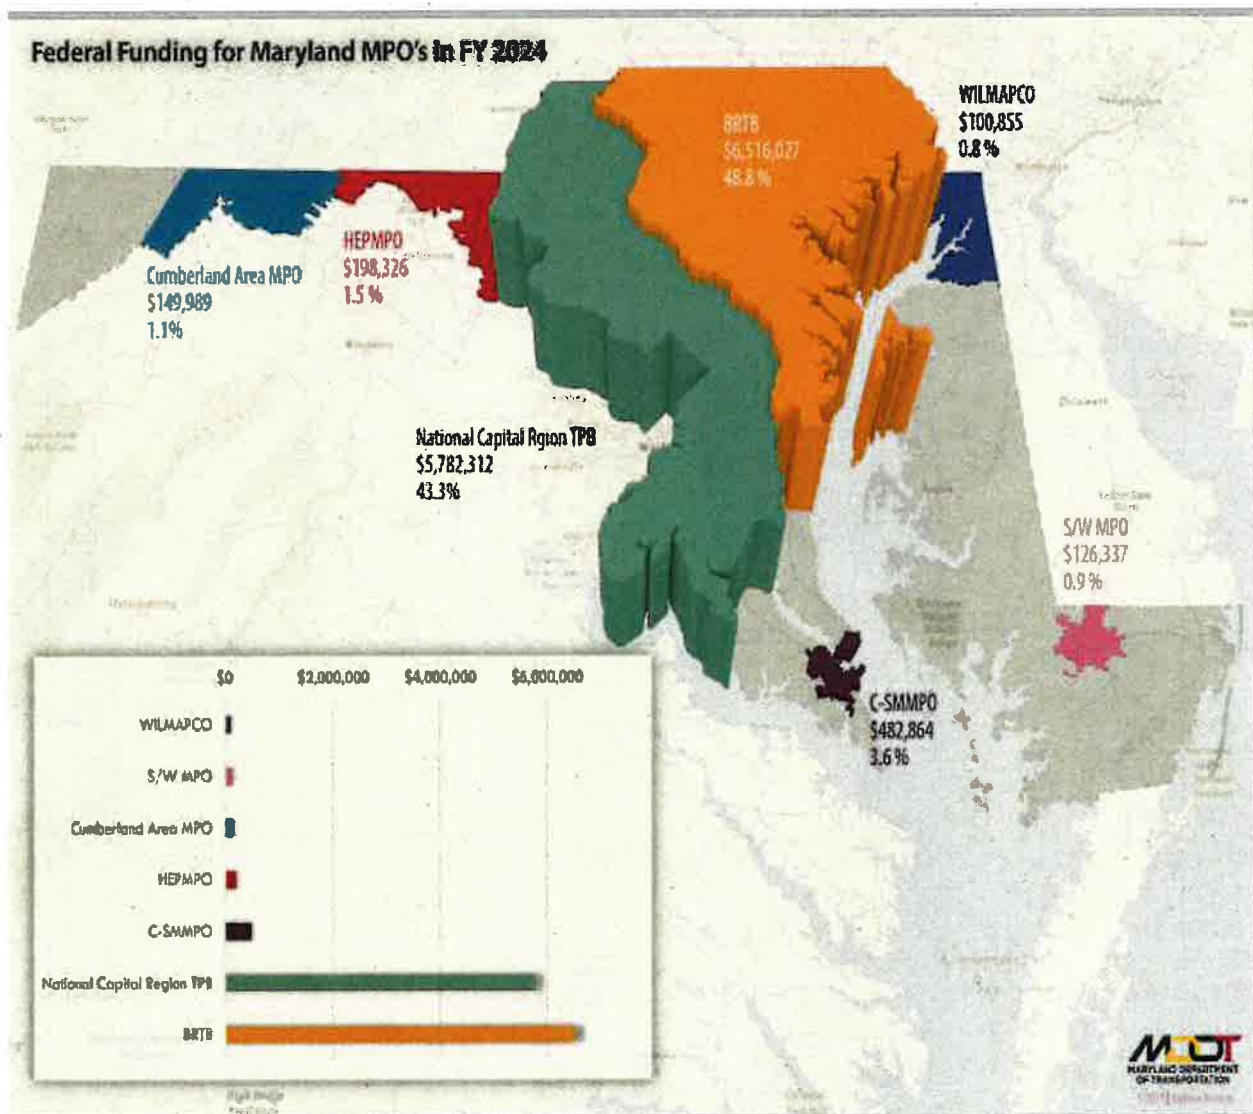 Federal Funding for Maryland MPO's in FY 2024
WILMAPCO
$100,855
0.8%
BRTB
$6,516,027
48.8%
HEPMPO
$198,326
1.5%
Cumberland Area MPO
$149,989
1.1%
National Capital Rgion TPB
$5,782,312
43.3%
S/W MPO
$126,337
0.9%
C-SMMPO
$482,864
3.6%
$0 $2,000,000 $4,000,000 $6,000,000
WILMAPCO
S/W MPO
Cumberland Area MPO
HEPMPO
C-SMMPO
National Capital Region TPB
BRTB
Delaware
MDOT
MARYLAND DEPARTMENT
OF TRANSPORTATION